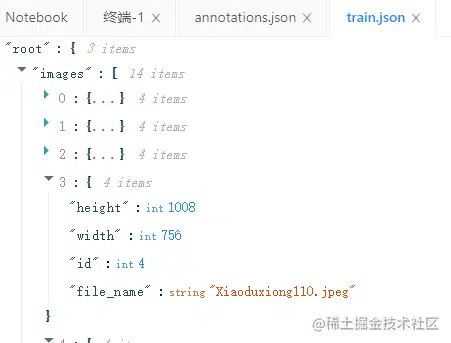 Notebook 终端-1 × annotations.json × train.json ×
"root" : { 3 items
"images" : [ 14 items
0 : {...} 4 items
1 : {...} 4 items
2 : {...} 4 items
3 : { 4 items
"height" : int 1008
"width" : int 756
"id" : int 4
"file_name" : string "Xiaoduxiong110.jpeg"
}
@稀土掘金技术社区